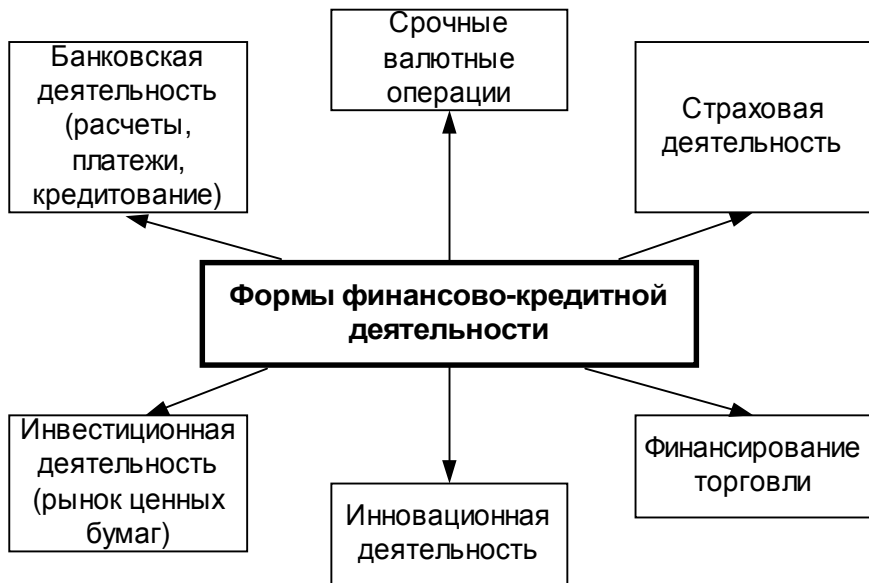 Банковская
деятельность
(расчеты,
платежи,
кредитование)
Срочные
валютные
операции
Страховая
деятельность
Формы финансово-кредитной
деятельности
Инвестиционная
деятельность
(рынок ценных
бумаг)
Инновационная
деятельность
Финансирование
торговли